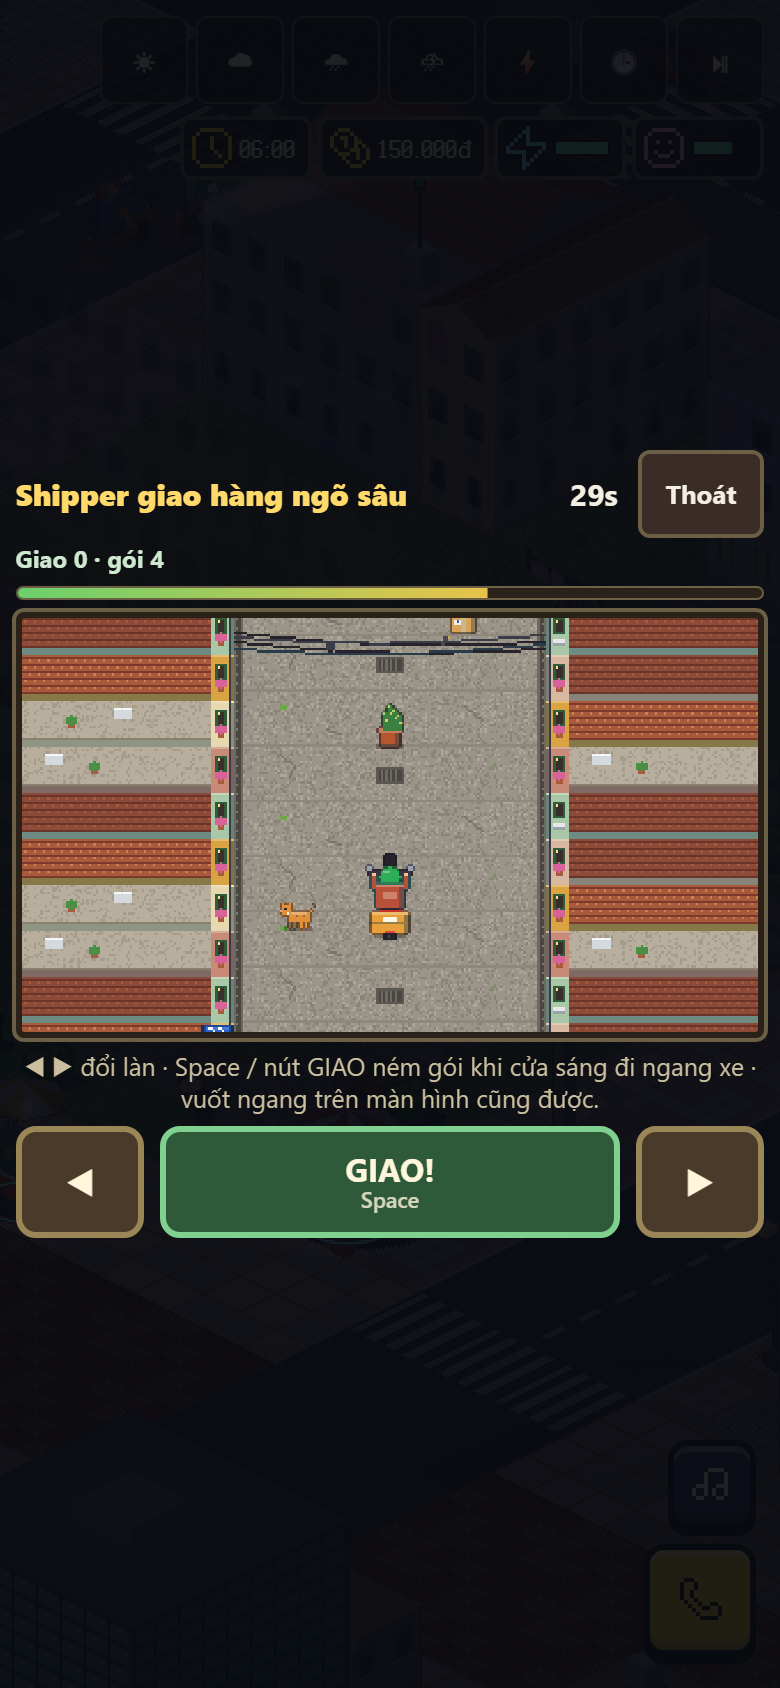 06:00 150.000đ
Shipper giao hàng ngõ sâu 29s Thoát
Giao 0 · gói 4
◀ ▶ đổi làn · Space / nút GIAO ném gói khi cửa sáng đi ngang xe ·
vuốt ngang trên màn hình cũng được.
◀ GIAO! ▶
Space